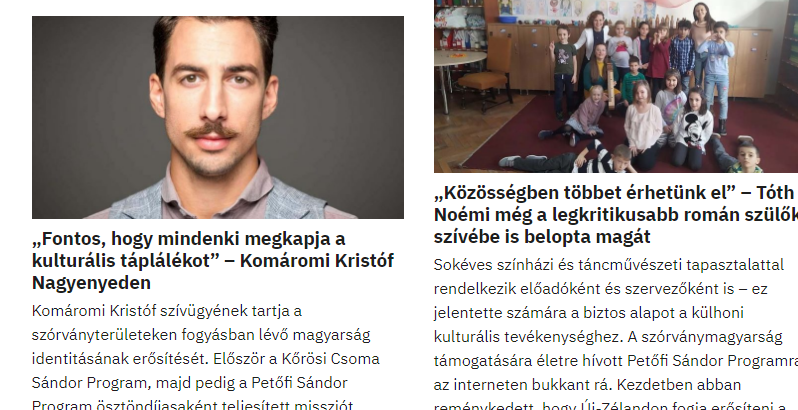 „Fontos, hogy mindenki megkapja a
kulturális táplálékot” – Komáromi Kristóf
Nagyenyeden
Komáromi Kristóf szívügyének tartja a
szórványterületeken fogyásban lévő magyarság
identitásának erősítését. Először a Kőrösi Csoma
Sándor Program, majd pedig a Petőfi Sándor
Program ösztöndíjasaként teljesített missziót
„Közösségben többet érhetünk el” – Tóth
Noémi még a legkritikusabb román szülők
szívébe is belopta magát
Sokéves színházi és táncművészeti tapasztalattal
rendelkezik előadóként és szervezőként is – ez
jelentette számára a biztos alapot a külhoni
kulturális tevékenységhez. A szórványmagyarság
támogatására életre hívott Petőfi Sándor Programra
az interneten bukkant rá. Kezdetben abban
reménykedett, hogy Új-Zélandon fogja erősíteni a